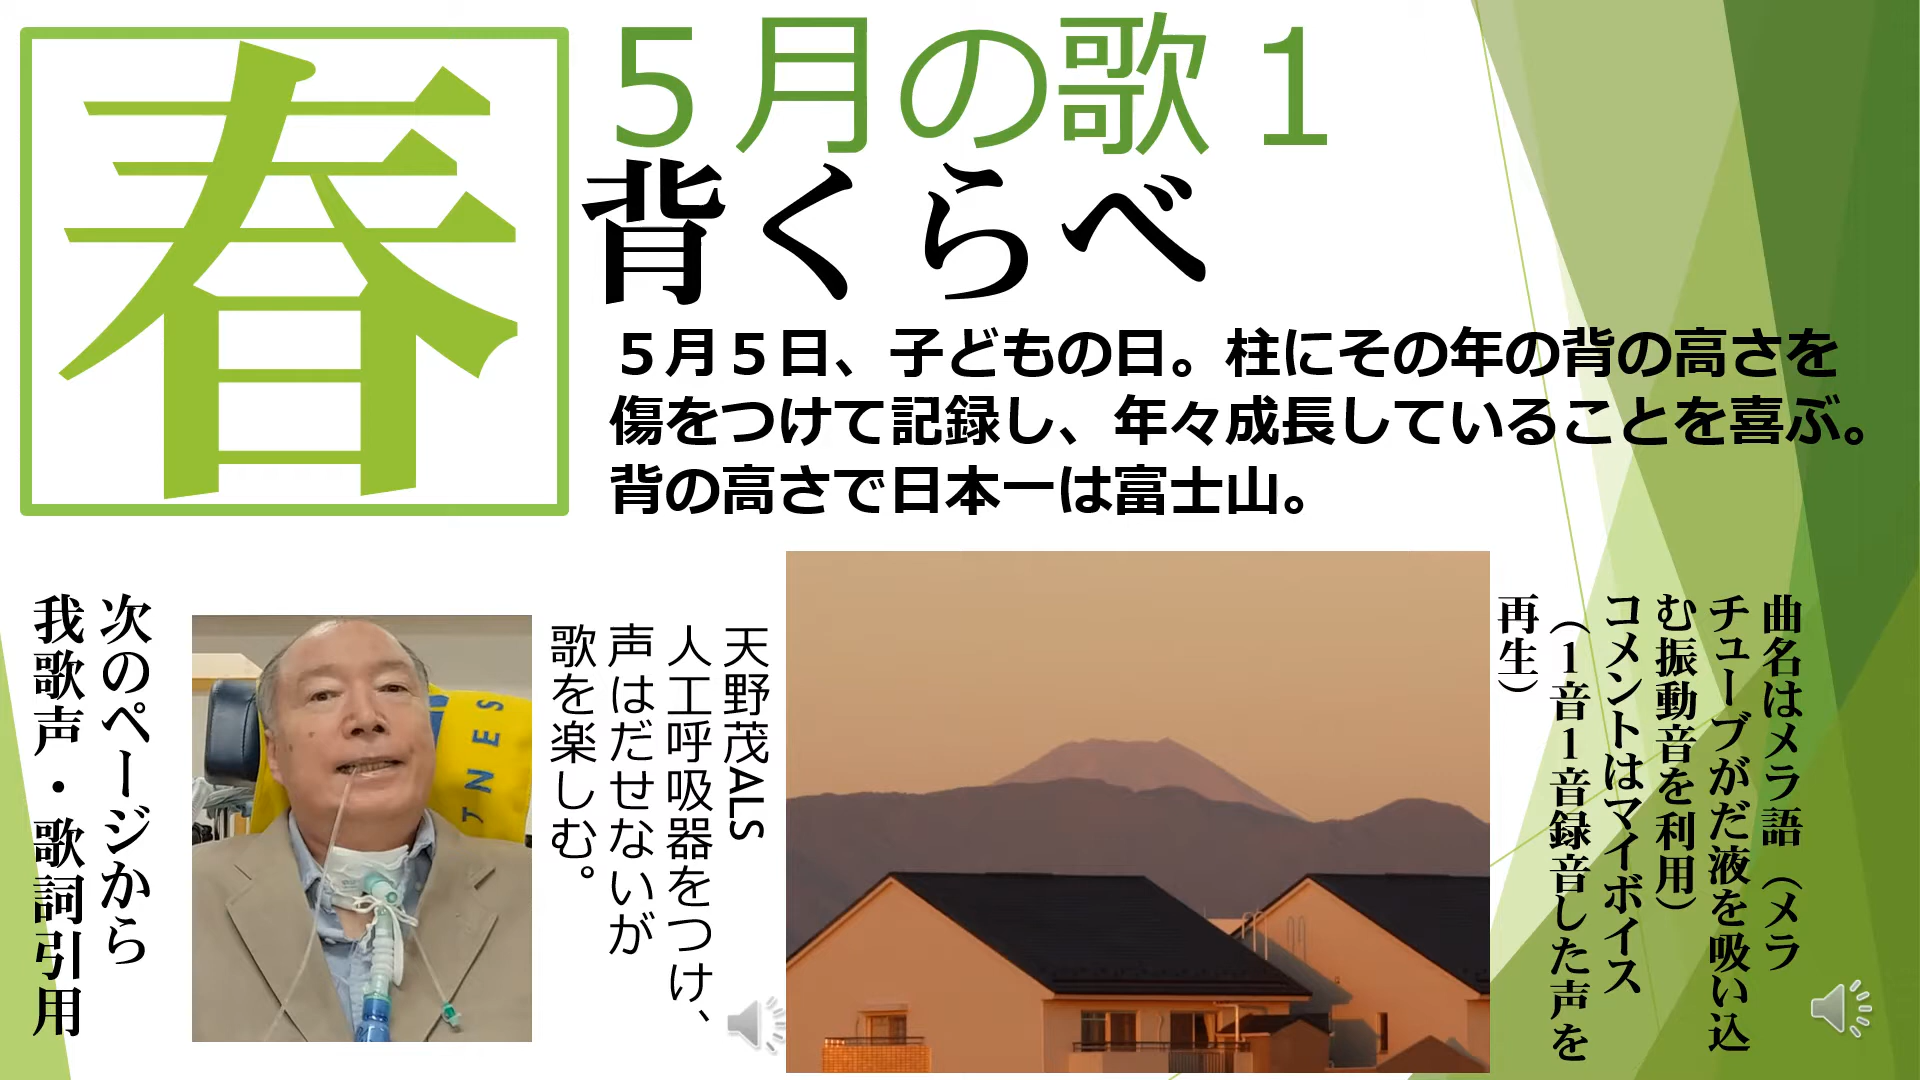 春
５月の歌１
背くらべ
５月５日、子どもの日。柱にその年の背の高さを
傷をつけて記録し、年々成長していることを喜ぶ。
背の高さで日本一は富士山。
曲名はメラ語（メラ
チューブがだ液を吸い込
む振動音を利用）
コメントはマイボイス
（１音１音録音した声を
再生）
天野茂ALS
人工呼吸器をつけ、
声はだせないが
歌を楽しむ。
次のページから
我歌声・歌詞引用